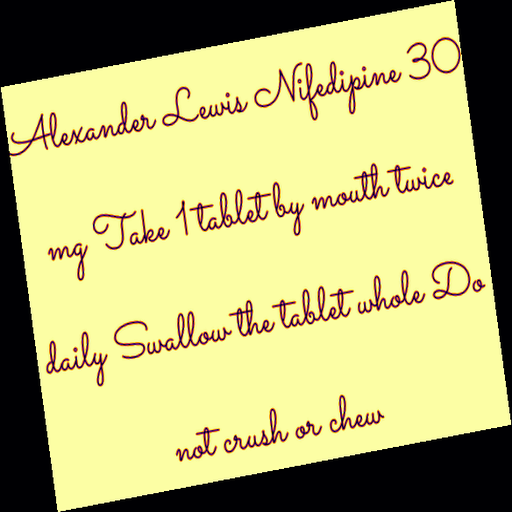 Alexander Lewis Nifedipine 30
mg Take 1 tablet by mouth twice
daily Swallow the tablet whole Do
not crush or chew